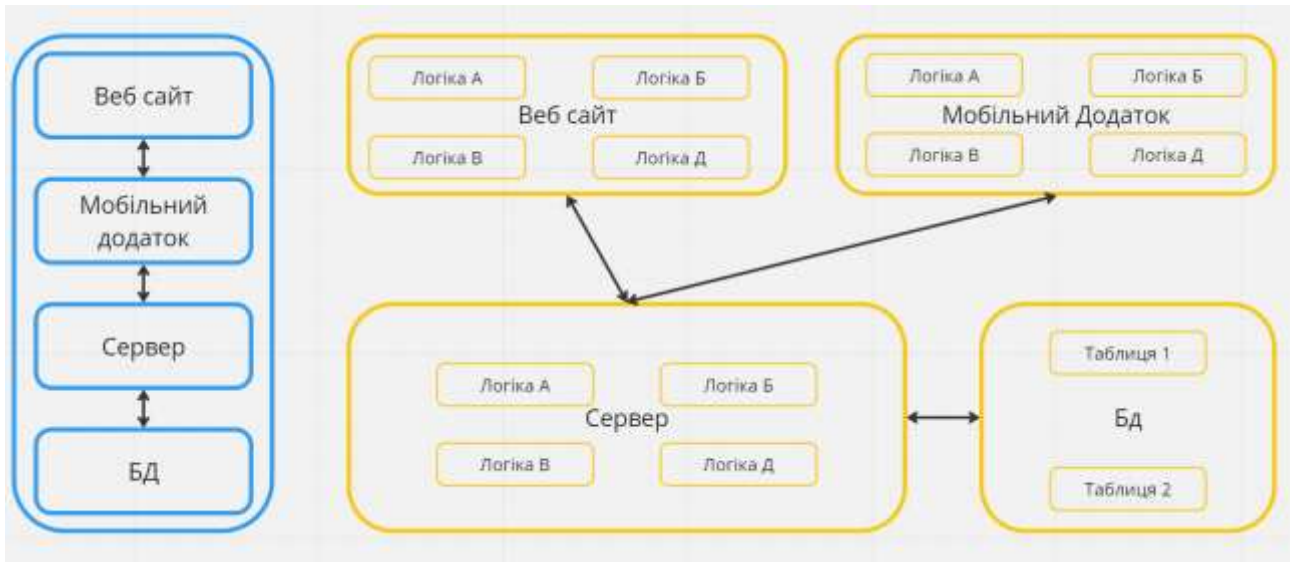 Веб сайт
Мобільний
додаток
Сервер
БД
Логіка А
Логіка Б
Веб сайт
Логіка В
Логіка Д
Логіка А
Логіка Б
Мобільний Додаток
Логіка В
Логіка Д
Логіка А
Логіка Б
Сервер
Логіка В
Логіка Д
Таблиця 1
Бд
Таблиця 2